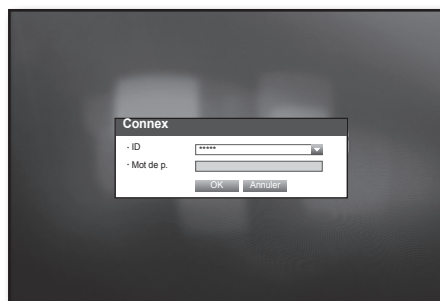 Connex
- ID *****
- Mot de p.
OK Annuler